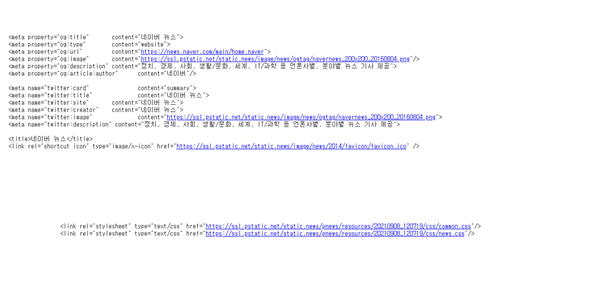 <meta property="og:title" content="네이버 뉴스">
<meta property="og:type" content="website">
<meta property="og:url" content="https://news.naver.com/main/home.naver">
<meta property="og:image" content="https://ssl.pstatic.net/static.news/image/news/ogtag/navernews_200x200_20160804.png"/>
<meta property="og:description" content="정치, 경제, 사회, 생활/문화, 세계, IT/과학 등 언론사별, 분야별 뉴스 기사 제공">
<meta property="og:article:author" content="네이버"/>
<meta name="twitter:card" content="summary">
<meta name="twitter:title" content="네이버 뉴스">
<meta name="twitter:site" content="네이버 뉴스">
<meta name="twitter:creator" content="네이버 뉴스">
<meta name="twitter:image" content="https://ssl.pstatic.net/static.news/image/news/ogtag/navernews_200x200_20160804.png">
<meta name="twitter:description" content="정치, 경제, 사회, 생활/문화, 세계, IT/과학 등 언론사별, 분야별 뉴스 기사 제공">
<title>네이버 뉴스</title>
<link rel="shortcut icon" type="image/x-icon" href="https://ssl.pstatic.net/static.news/image/news/2014/favicon/favicon.ico" />
<link rel="stylesheet" type="text/css" href="https://ssl.pstatic.net/static.news/pnews/resources/20210908_120719/css/common.css"/>
<link rel="stylesheet" type="text/css" href="https://ssl.pstatic.net/static.news/pnews/resources/20210908_120719/css/news.css"/>